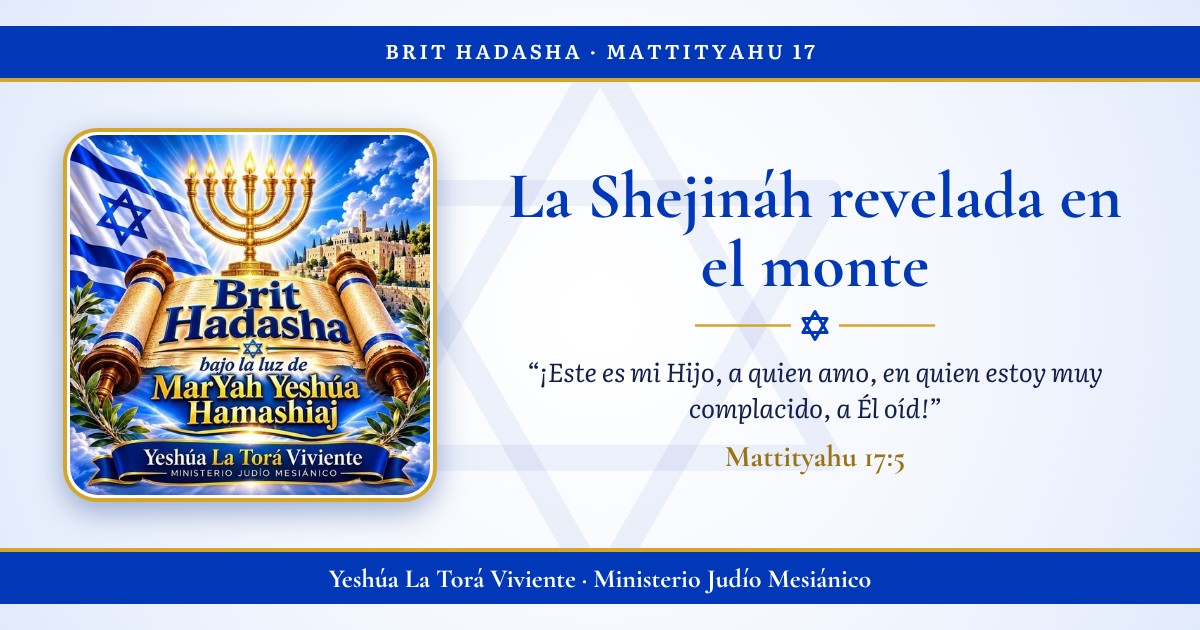 BRIT HADASHA · MATTITYAHU 17
Brit
Hadasha
bajo la luz de
MarYah Yeshúa
Hamashiaj
Yeshúa La Torá Viviente
MINISTERIO JUDÍO MESIÁNICO
La Shejináh revelada en
el monte
“¡Este es mi Hijo, a quien amo, en quien estoy muy
complacido, a Él oíd!”
Mattityahu 17:5
Yeshúa La Torá Viviente · Ministerio Judío Mesiánico